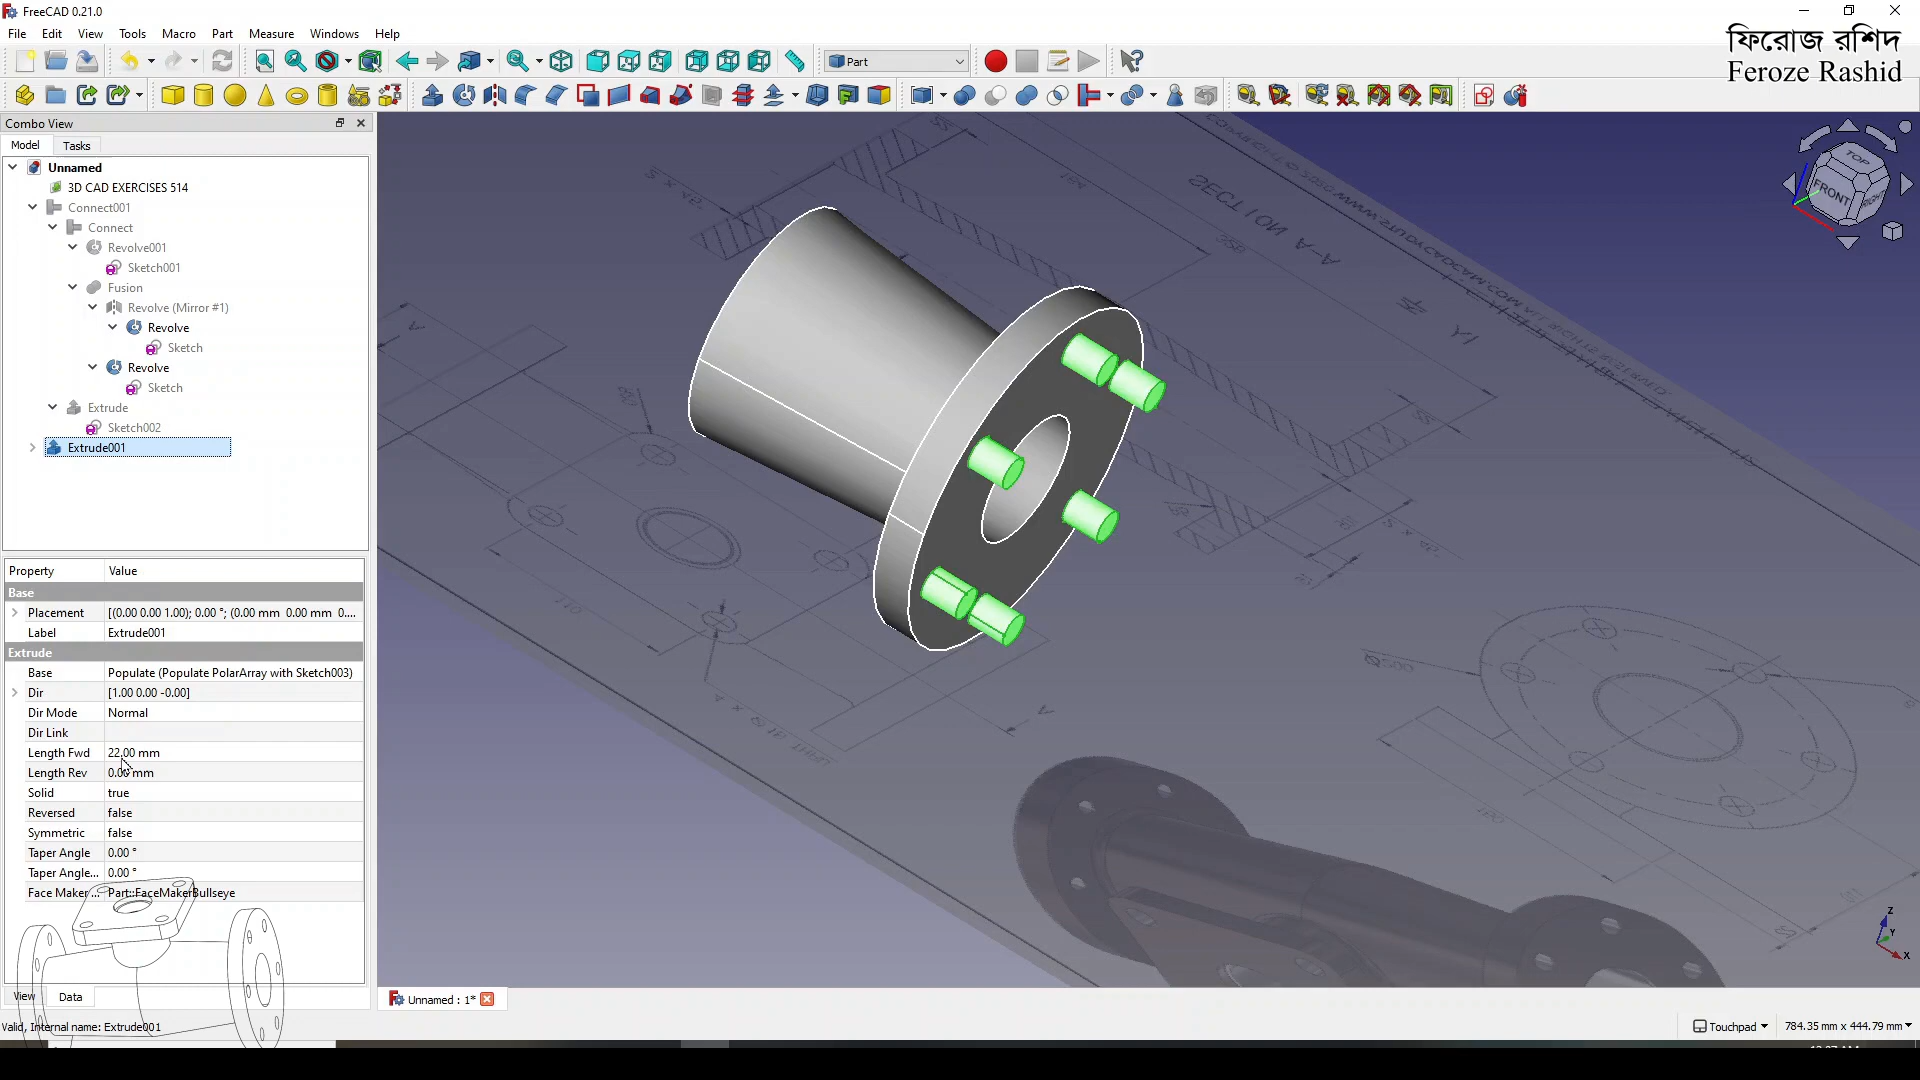 FreeCAD 0.21.0
File Edit View Tools Macro Part Measure Windows Help
ফিরোজ রশিদ
Feroze Rashid
Part
Combo View
Model Tasks
Unnamed
3D CAD EXERCISES 514
Connect001
Connect
Revolve001
Sketch001
Fusion
Revolve (Mirror #1)
Revolve
Sketch
Revolve
Sketch
Extrude
Sketch002
Extrude001
Property Value
Base
Placement [(0.00 0.00 1.00); 0.00 °; (0.00 mm 0.00 mm 0....
Label Extrude001
Extrude
Base Populate (Populate PolarArray with Sketch003)
Dir [1.00 0.00 -0.00]
Dir Mode Normal
Dir Link
Length Fwd 22.00 mm
Length Rev 0.00 mm
Solid true
Reversed false
Symmetric false
Taper Angle 0.00 °
Taper Angle... 0.00 °
Face Maker ... Part::FaceMakerBullseye
View Data
Unnamed : 1*
Valid, Internal name: Extrude001
Touchpad 784.35 mm x 444.79 mm
TOP
FRONT
RIGHT
SECTION A-A
Z
Y
X